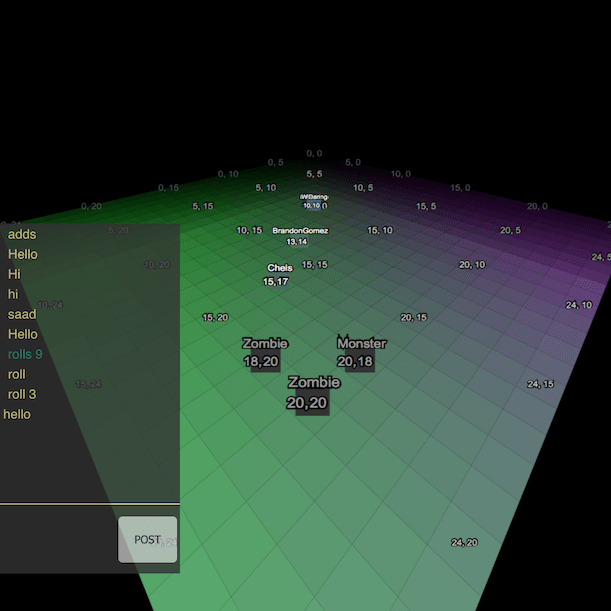 0, 0
0, 5
5, 0
5, 5
0, 10
10, 0
0, 15
5, 10
10, 5
15, 0
10,10
0, 20
5, 15
15, 5
20, 0
5, 20
10, 15
BrandonGomez
13,14
15, 10
20, 5
24, 5
10, 20
Chels
15,17
15, 15
20, 10
10, 24
15, 20
20, 15
24, 10
Zombie
18,20
Monster
20,18
15, 24
Zombie
20,20
24, 15
24, 20
adds
Hello
Hi
hi
saad
Hello
rolls 9
roll
roll 3
hello
POST